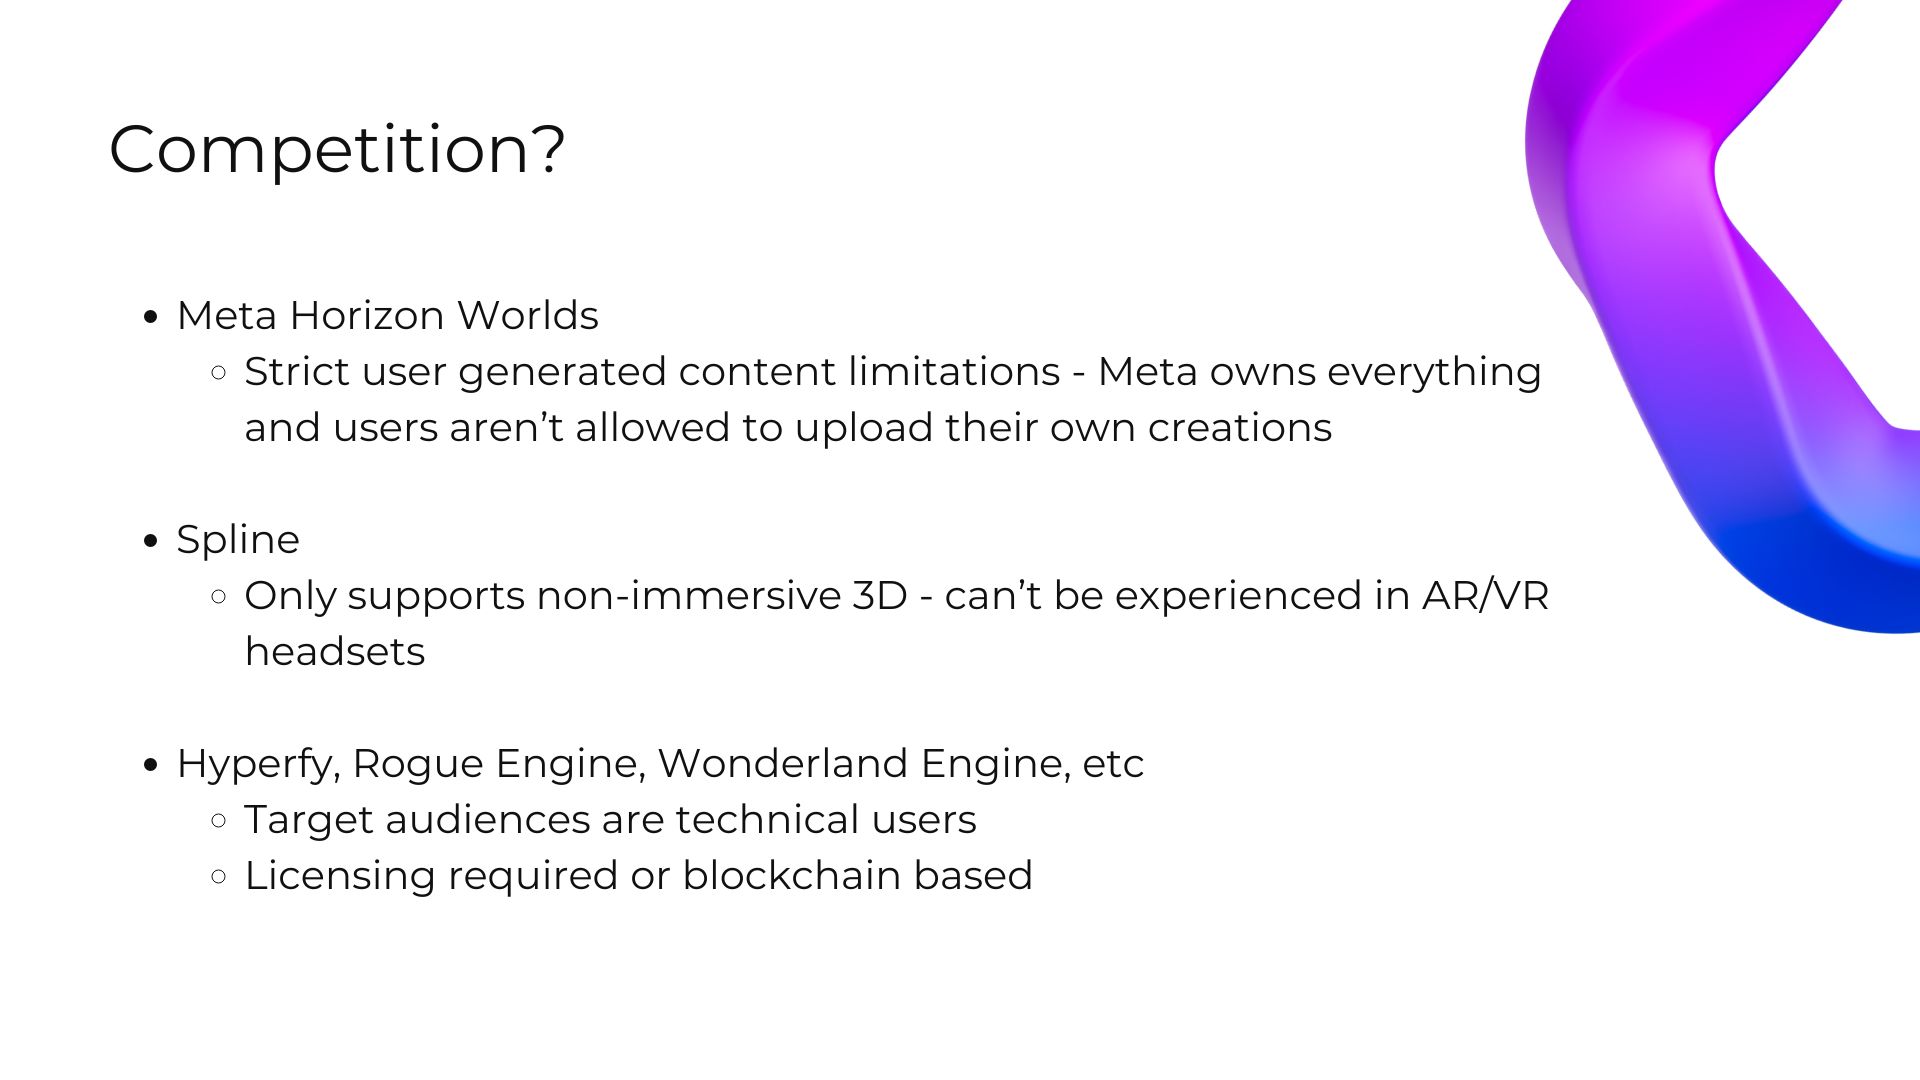 Competition?
• Meta Horizon Worlds
○ Strict user generated content limitations - Meta owns everything
and users aren’t allowed to upload their own creations
• Spline
○ Only supports non-immersive 3D - can’t be experienced in AR/VR
headsets
• Hyperfy, Rogue Engine, Wonderland Engine, etc
○ Target audiences are technical users
○ Licensing required or blockchain based